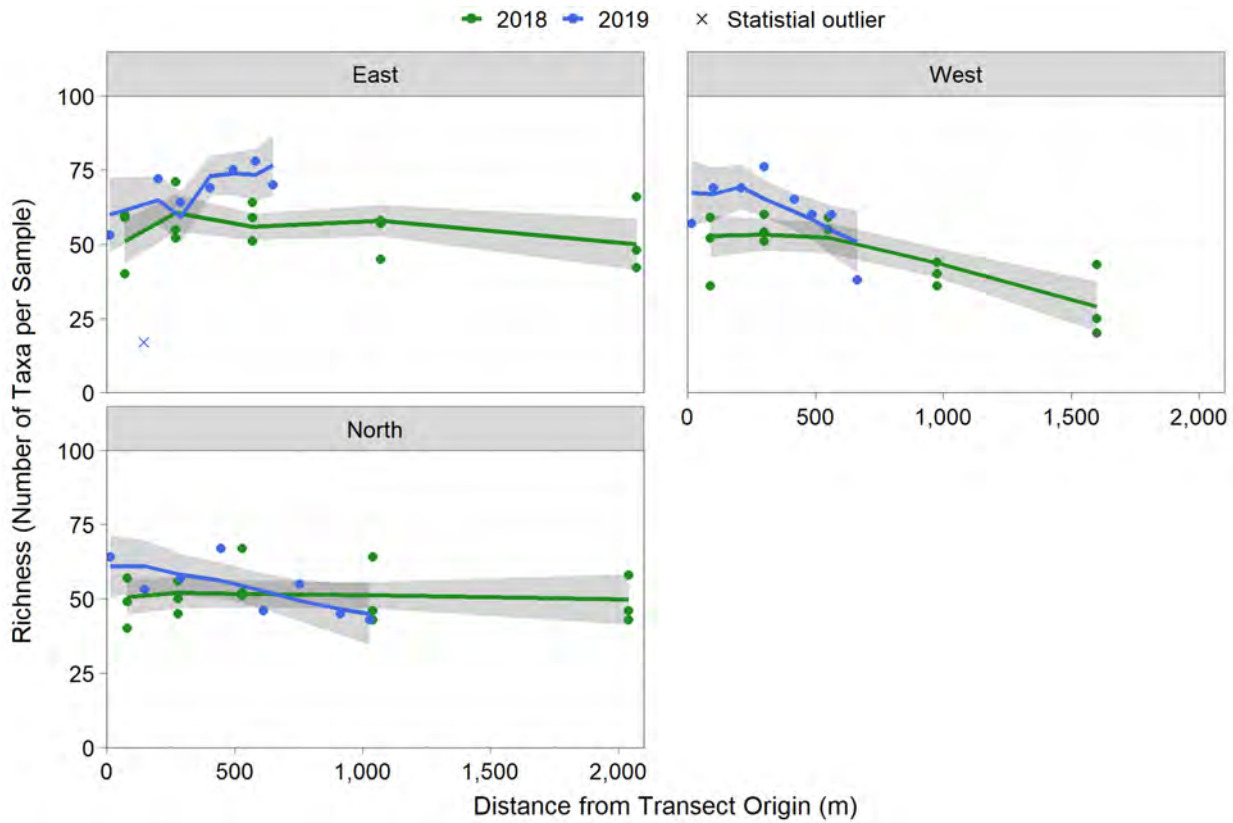 2018 2019 × Statistial outlier
East
West
Richness (Number of Taxa per Sample)
100
75
50
25
0
0 500 1,000 1,500 2,000
North
100
75
50
25
0
0 500 1,000 1,500 2,000
Distance from Transect Origin (m)